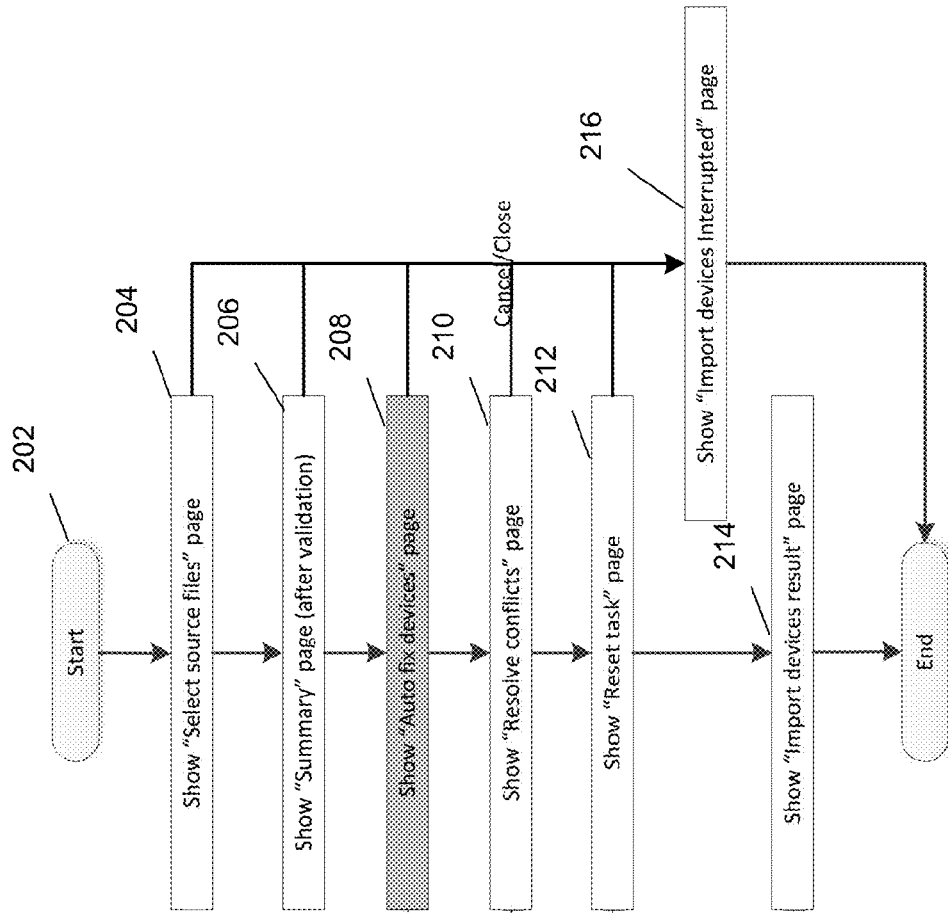 202
Start
204
Show "Select source files" page
206
Show "Summary" page (after validation)
208
Show "Auto fix devices" page
210
Cancel/Close
Show "Resolve conflicts" page
212
Show "Reset task" page
216
Show "Import devices Interrupted" page
214
Show "Import devices result" page
End